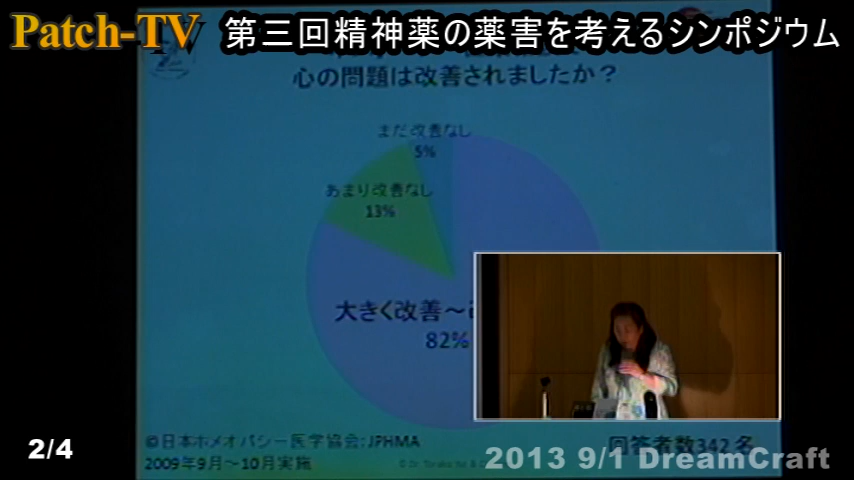 Patch-TV 第三回精神薬の薬害を考えるシンポジウム
心の問題は改善されましたか？
まだ改善なし
5%
あまり改善なし
13%
大きく改善～
82%
©日本ホメオパシー医学協会：JPHMA
2009年9月～10月実施
回答者数342名
2/4
2013 9/1 DreamCraft